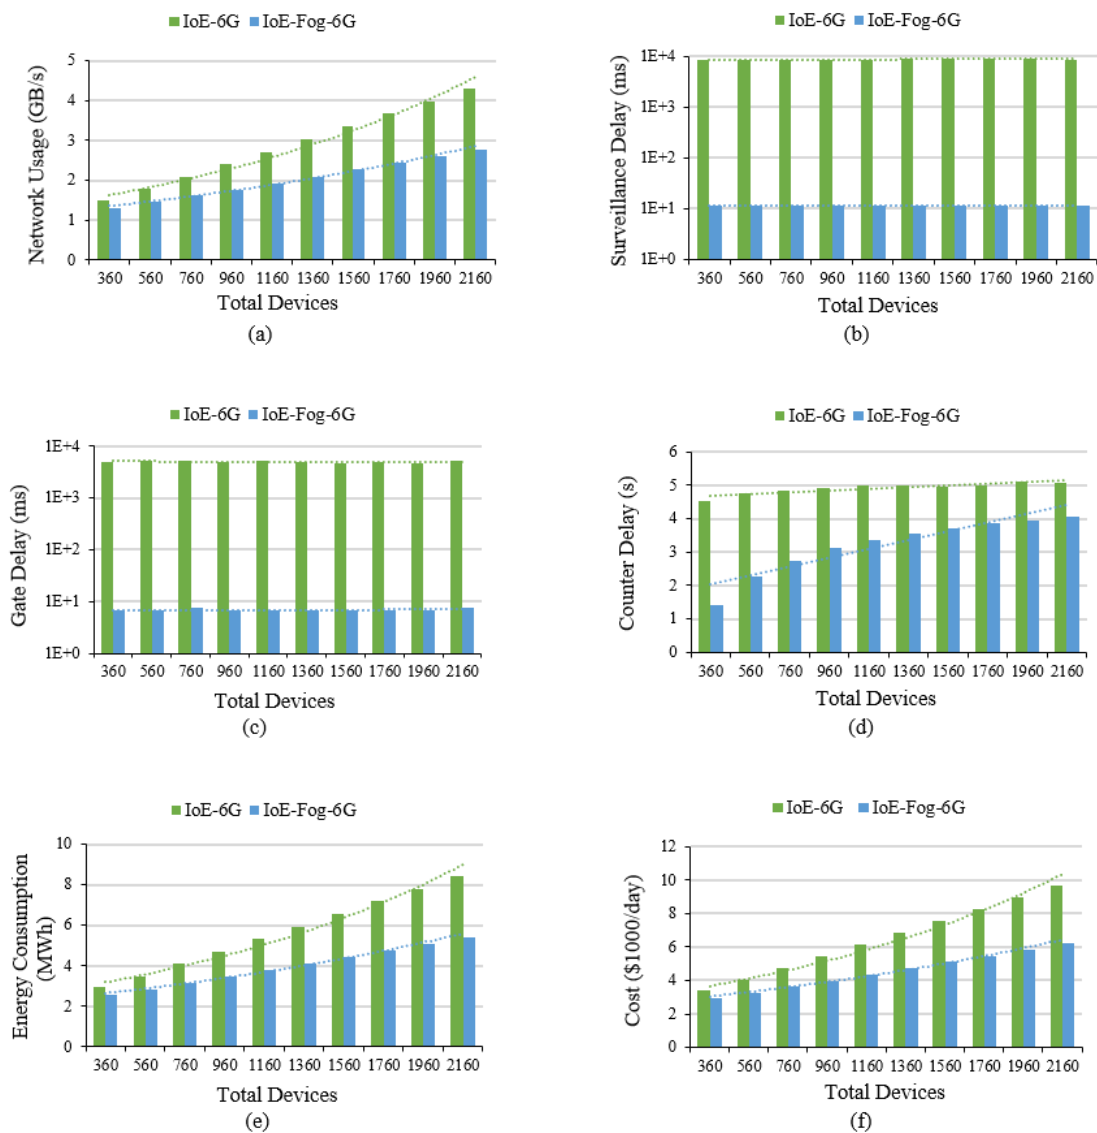 IoE-6G IoE-Fog-6G
Network Usage (GB/s)
5
4
3
2
1
0
360 560 760 960 1160 1360 1560 1760 1960 2160
Total Devices
(a)
IoE-6G IoE-Fog-6G
Surveillance Delay (ms)
1E+4
1E+3
1E+2
1E+1
1E+0
360 560 760 960 1160 1360 1560 1760 1960 2160
Total Devices
(b)
IoE-6G IoE-Fog-6G
Gate Delay (ms)
1E+4
1E+3
1E+2
1E+1
1E+0
360 560 760 960 1160 1360 1560 1760 1960 2160
Total Devices
(c)
IoE-6G IoE-Fog-6G
Counter Delay (s)
6
5
4
3
2
1
0
360 560 760 960 1160 1360 1560 1760 1960 2160
Total Devices
(d)
IoE-6G IoE-Fog-6G
Energy Consumption
(MWh)
10
8
6
4
2
0
360 560 760 960 1160 1360 1560 1760 1960 2160
Total Devices
(e)
IoE-6G IoE-Fog-6G
Cost ($1000/day)
12
10
8
6
4
2
0
360 560 760 960 1160 1360 1560 1760 1960 2160
Total Devices
(f)